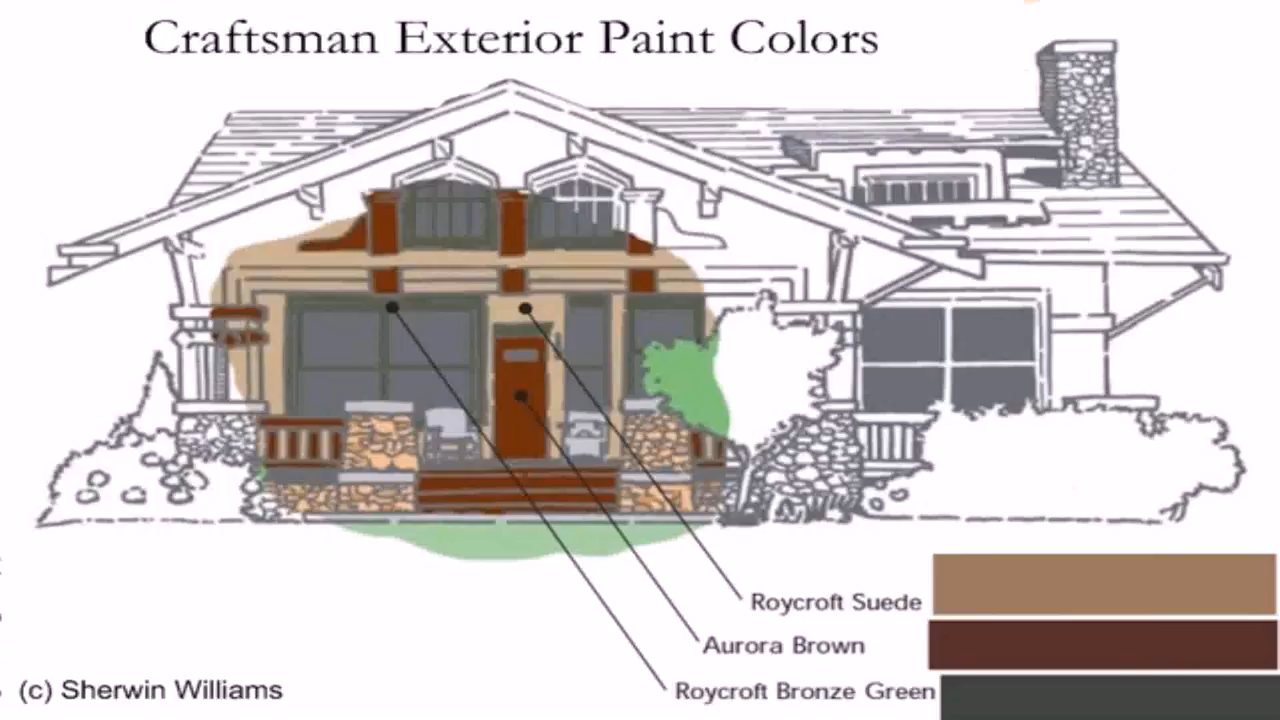 Craftsman Exterior Paint Colors
Roycroft Suede
Aurora Brown
Roycroft Bronze Green
(c) Sherwin Williams